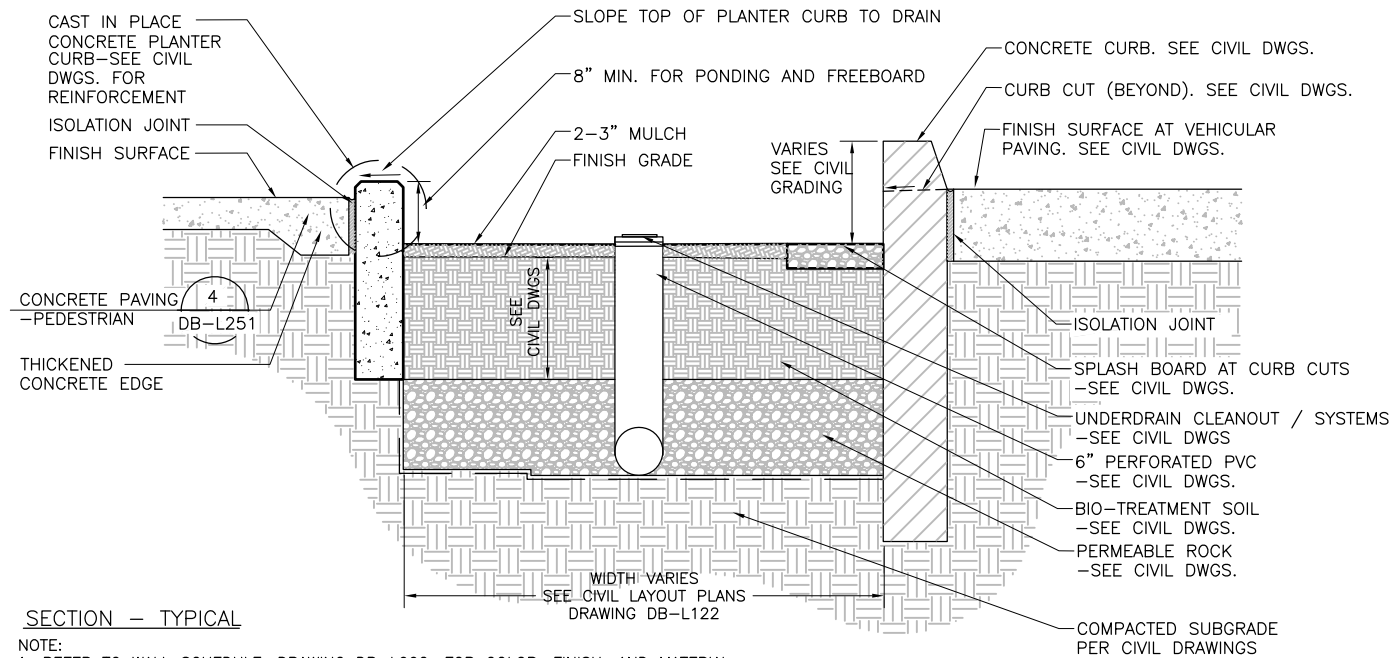 CAST IN PLACE
CONCRETE PLANTER
CURB-SEE CIVIL
DWGS. FOR
REINFORCEMENT
ISOLATION JOINT
FINISH SURFACE
CONCRETE PAVING
-PEDESTRIAN
4
DB-L251
THICKENED
CONCRETE EDGE
SLOPE TOP OF PLANTER CURB TO DRAIN
8" MIN. FOR PONDING AND FREEBOARD
2-3" MULCH
FINISH GRADE
VARIES
SEE CIVIL
GRADING
SEE
CIVIL DWGS
WIDTH VARIES
SEE CIVIL LAYOUT PLANS
DRAWING DB-L122
CONCRETE CURB. SEE CIVIL DWGS.
CURB CUT (BEYOND). SEE CIVIL DWGS.
FINISH SURFACE AT VEHICULAR
PAVING. SEE CIVIL DWGS.
ISOLATION JOINT
SPLASH BOARD AT CURB CUTS
-SEE CIVIL DWGS.
UNDERDRAIN CLEANOUT / SYSTEMS
-SEE CIVIL DWGS
6" PERFORATED PVC
-SEE CIVIL DWGS.
BIO-TREATMENT SOIL
-SEE CIVIL DWGS.
PERMEABLE ROCK
-SEE CIVIL DWGS.
COMPACTED SUBGRADE
PER CIVIL DRAWINGS
SECTION - TYPICAL
NOTE: